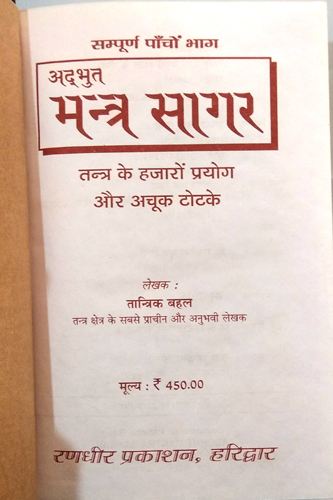 सम्पूर्ण पाँचों भाग
अद्‌भुत
मन्त्र सागर
तन्त्र के हजारों प्रयोग
और अचूक टोटके
लेखक :
तान्त्रिक बहल
तन्त्र क्षेत्र के सबसे प्राचीन और अनुभवी लेखक
मूल्य : ₹ 450.00
रणधीर प्रकाशन, हरिद्वार